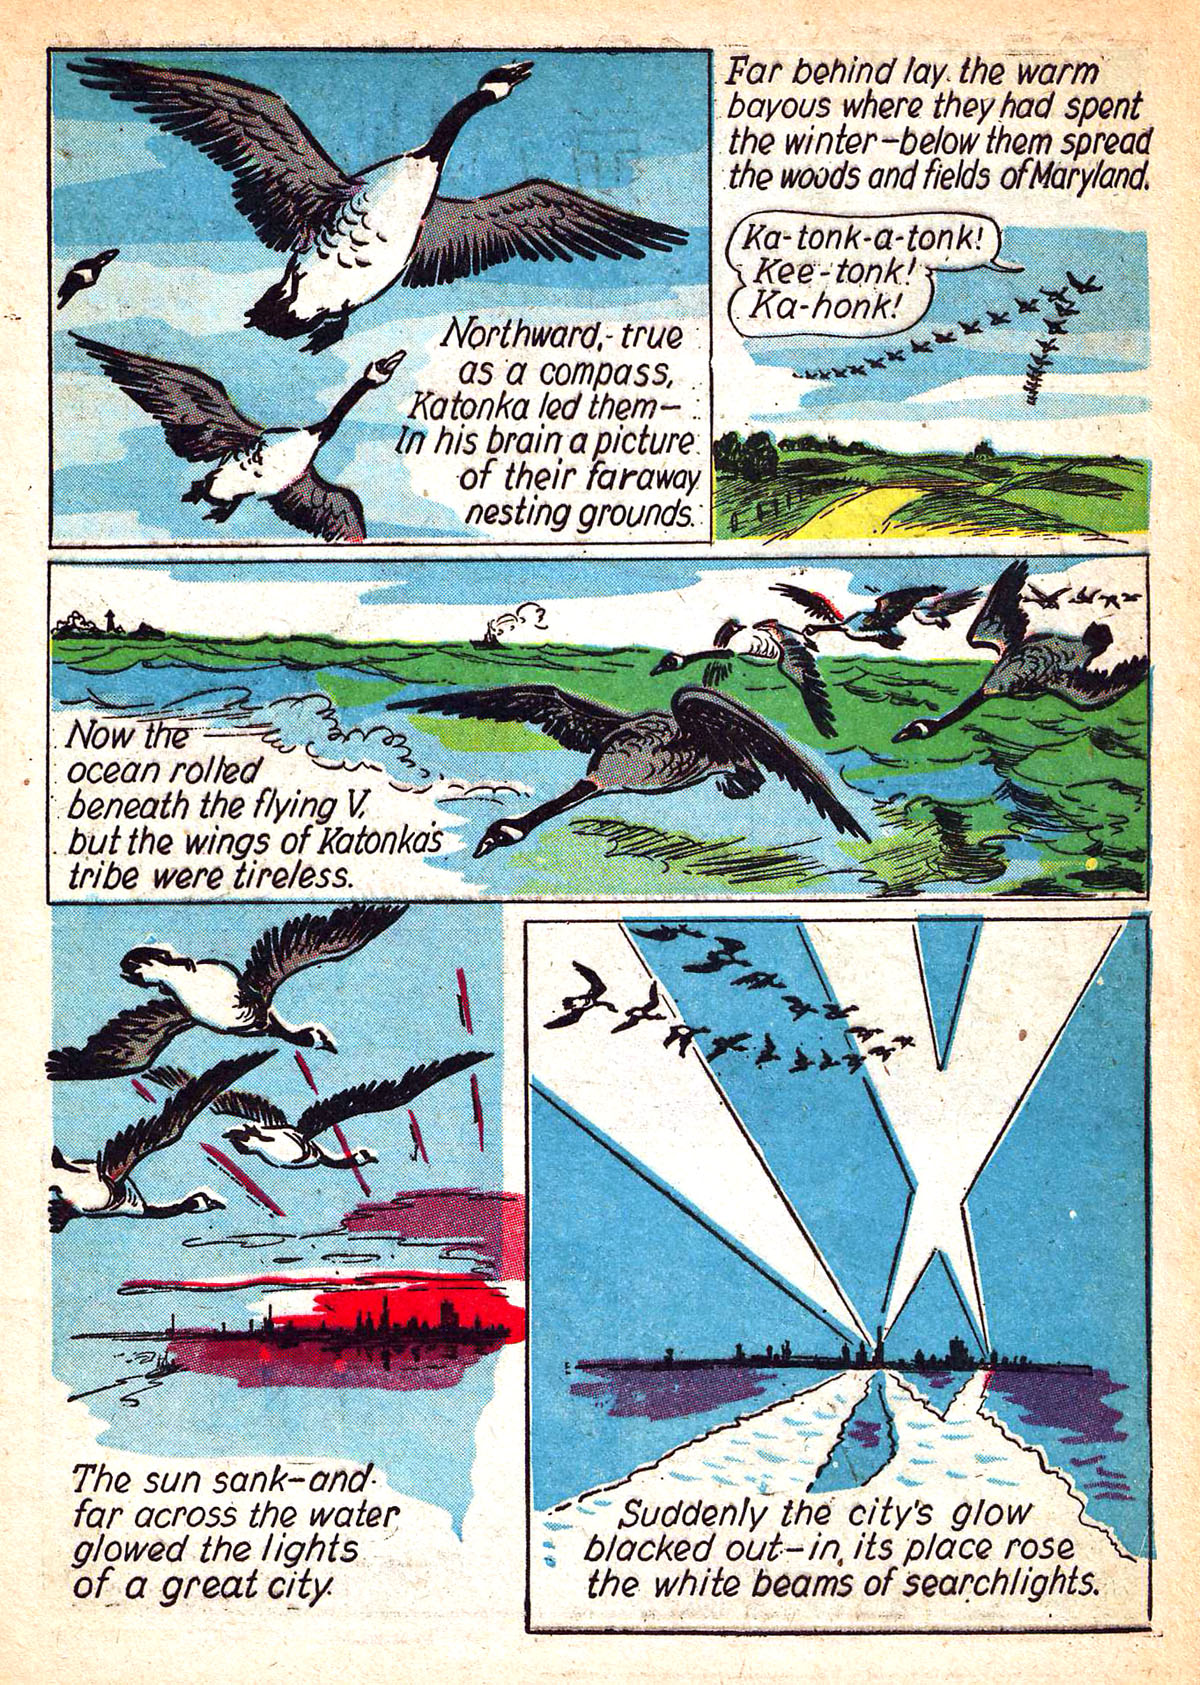 Northward,- true
as a compass,
Katonka led them-
In his brain a picture
of their faraway
nesting grounds.
Far behind lay the warm
bayous where they had spent
the winter-below them spread
the woods and fields of Maryland.
Ka-tonk-a-tonk!
Kee-tonk!
Ka-honk!
Now the
ocean rolled
beneath the flying V,
but the wings of Katonka's
tribe were tireless.
The sun sank-and
far across the water
glowed the lights
of a great city.
Suddenly the city's glow
blacked out-in its place rose
the white beams of searchlights.